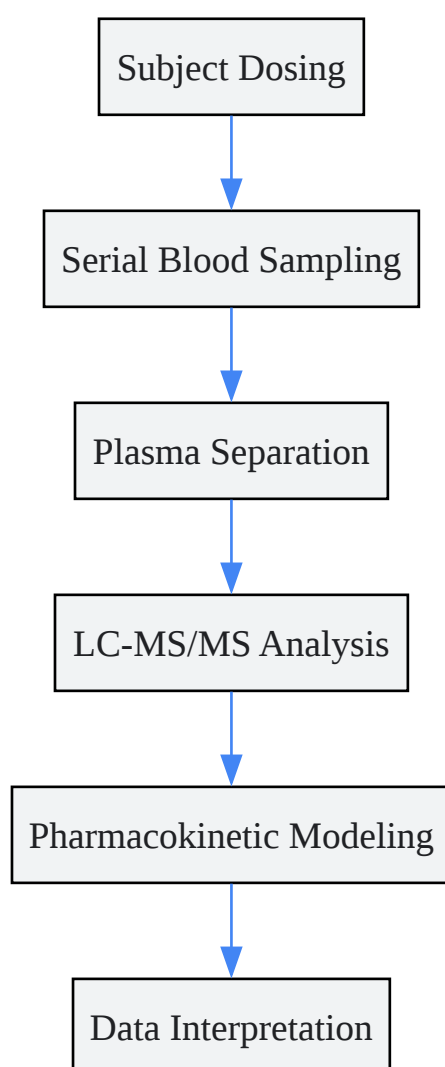 Subject Dosing
Serial Blood Sampling
Plasma Separation
LC-MS/MS Analysis
Pharmacokinetic Modeling
Data Interpretation